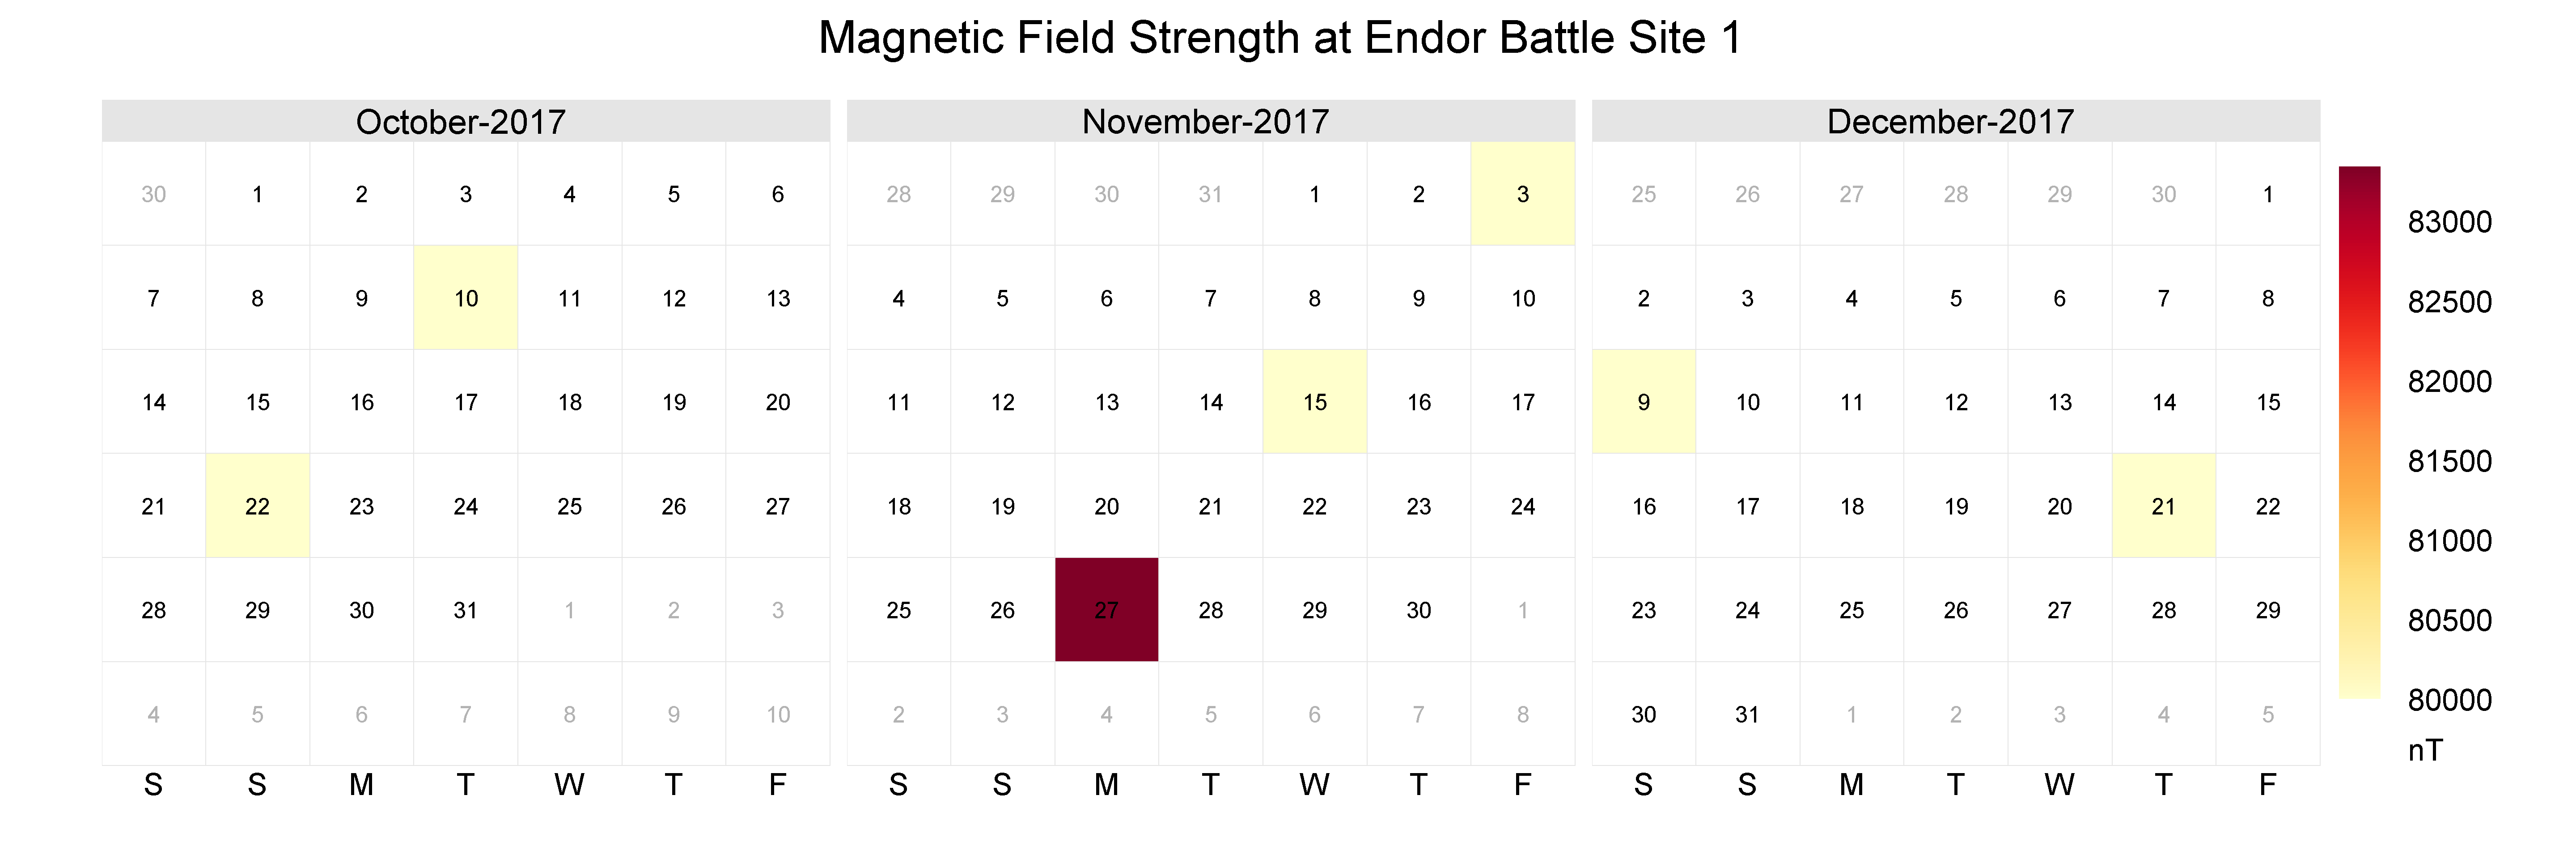 Magnetic Field Strength at Endor Battle Site 1
October-2017
30 1 2 3 4 5 6
7 8 9 10 11 12 13
14 15 16 17 18 19 20
21 22 23 24 25 26 27
28 29 30 31 1 2 3
4 5 6 7 8 9 10
S S M T W T F
November-2017
28 29 30 31 1 2 3
4 5 6 7 8 9 10
11 12 13 14 15 16 17
18 19 20 21 22 23 24
25 26 27 28 29 30 1
2 3 4 5 6 7 8
S S M T W T F
December-2017
25 26 27 28 29 30 1
2 3 4 5 6 7 8
9 10 11 12 13 14 15
16 17 18 19 20 21 22
23 24 25 26 27 28 29
30 31 1 2 3 4 5
S S M T W T F
83000
82500
82000
81500
81000
80500
80000
nT